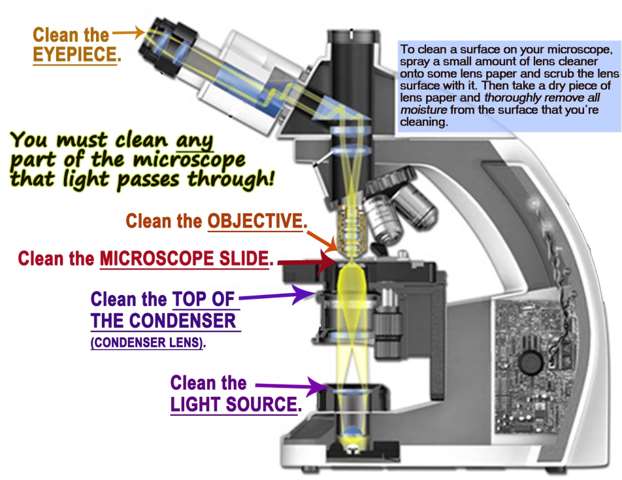 Clean the
EYEPIECE.
To clean a surface on your microscope,
spray a small amount of lens cleaner
onto some lens paper and scrub the lens
surface with it. Then take a dry piece of
lens paper and thoroughly remove all
moisture from the surface that you're
cleaning.
You must clean any
part of the microscope
that light passes through!
Clean the OBJECTIVE.
Clean the MICROSCOPE SLIDE.
Clean the TOP OF
THE CONDENSER
(CONDENSER LENS).
Clean the
LIGHT SOURCE.